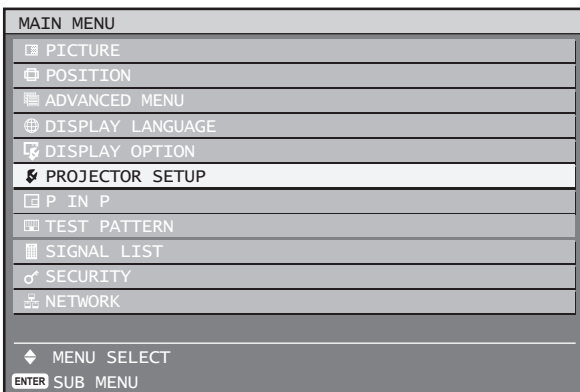 MAIN MENU
PICTURE
POSITION
ADVANCED MENU
DISPLAY LANGUAGE
DISPLAY OPTION
PROJECTOR SETUP
P IN P
TEST PATTERN
SIGNAL LIST
SECURITY
NETWORK
MENU SELECT
ENTER SUB MENU